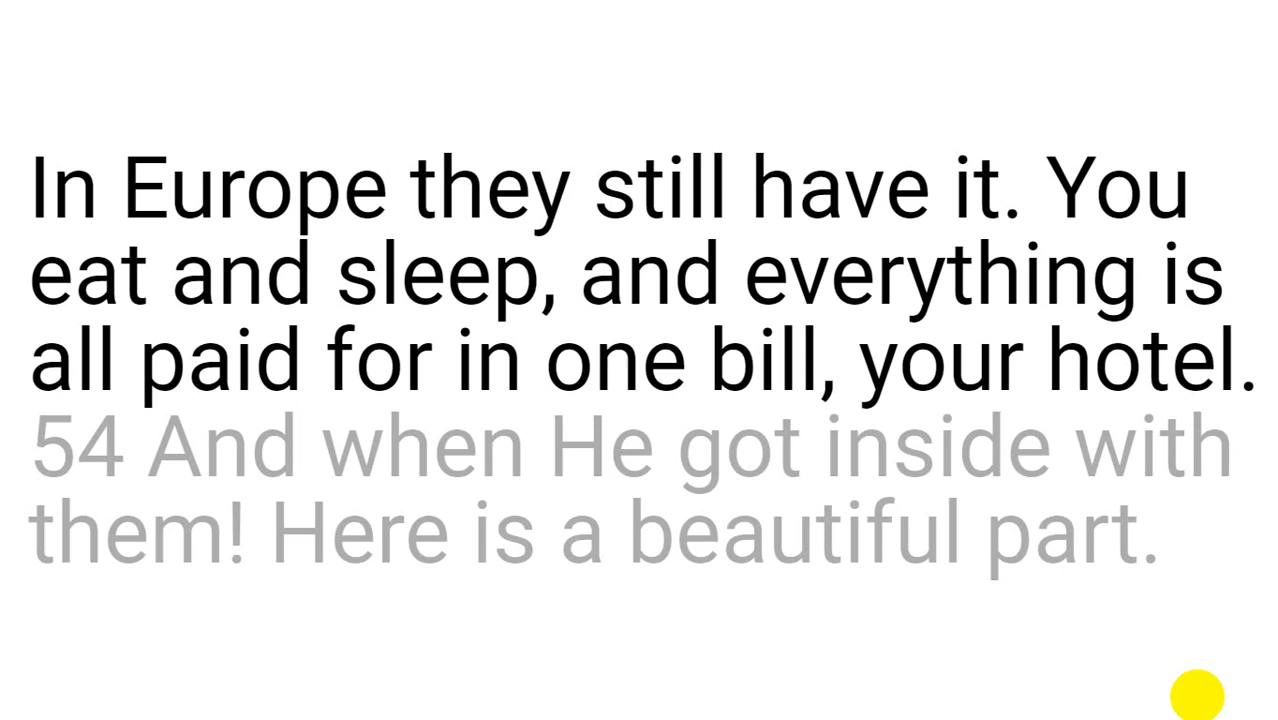 In Europe they still have it. You
eat and sleep, and everything is
all paid for in one bill, your hotel.
54 And when He got inside with
them! Here is a beautiful part.